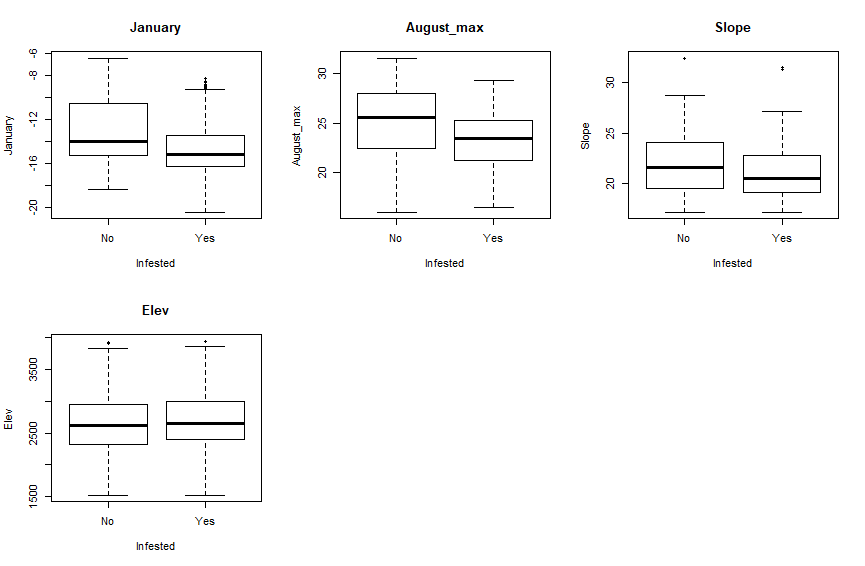 January
January
-6
-8
-12
-16
-20
No
Yes
Infested
August_max
August_max
30
25
20
No
Yes
Infested
Slope
Slope
30
25
20
No
Yes
Infested
Elev
Elev
3500
2500
1500
No
Yes
Infested